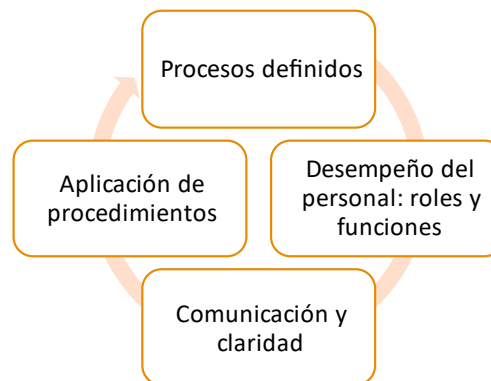 Procesos definidos
Desempeño del
personal: roles y
funciones
Comunicación y
claridad
Aplicación de
procedimientos